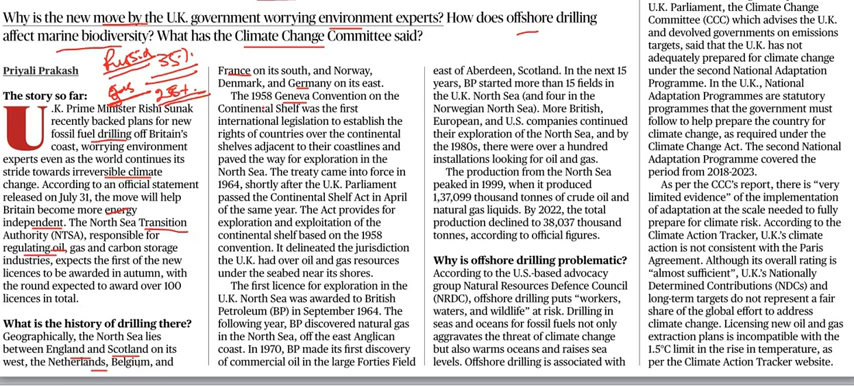 Why is the new move by the U.K. government worrying environment experts? How does offshore drilling
affect marine biodiversity? What has the Climate Change Committee said?
Priyali Prakash
The story so far:
U.K. Prime Minister Rishi Sunak
recently backed plans for new
fossil fuel drilling off Britain's
coast, worrying environment
experts even as the world continues its
stride towards irreversible climate
change. According to an official statement
released on July 31, the move will help
Britain become more energy
independent. The North Sea Transition
Authority (NTSA), responsible for
regulating oil, gas and carbon storage
industries, expects the first of the new
licences to be awarded in autumn, with
the round expected to award over 100
licences in total.
What is the history of drilling there?
Geographically, the North Sea lies
between England and Scotland on its
west, the Netherlands, Belgium, and
Russia 35%
gas
France on its south, and Norway,
Denmark, and Germany on its east.
The 1958 Geneva Convention on the
Continental Shelf was the first
international legislation to establish the
rights of countries over the continental
shelves adjacent to their coastlines and
paved the way for exploration in the
North Sea. The treaty came into force in
1964, shortly after the U.K. Parliament
passed the Continental Shelf Act in April
of the same year. The Act provides for
exploration and exploitation of the
continental shelf based on the 1958
convention. It delineated the jurisdiction
the U.K. had over oil and gas resources
under the seabed near its shores.
The first licence for exploration in the
U.K. North Sea was awarded to British
Petroleum (BP) in September 1964. The
following year, BP discovered natural gas
in the North Sea, off the east Anglican
coast. In 1970, BP made its first discovery
of commercial oil in the large Forties Field
east of Aberdeen, Scotland. In the next 15
years, BP started more than 15 fields in
the U.K. North Sea (and four in the
Norwegian North Sea). More British,
European, and U.S. companies continued
their exploration of the North Sea, and by
the 1980s, there were over a hundred
installations looking for oil and gas.
The production from the North Sea
peaked in 1999, when it produced
1,37,099 thousand tonnes of crude oil and
natural gas liquids. By 2022, the total
production declined to 38,037 thousand
tonnes, according to official figures.
Why is offshore drilling problematic?
According to the U.S.-based advocacy
group Natural Resources Defence Council
(NRDC), offshore drilling puts "workers,
waters, and wildlife" at risk. Drilling in
seas and oceans for fossil fuels not only
aggravates the threat of climate change
but also warms oceans and raises sea
levels. Offshore drilling is associated with
U.K. Parliament, the Climate Change
Committee (CCC) which advises the U.K.
and devolved governments on emissions
targets, said that the U.K. has not
adequately prepared for climate change
under the second National Adaptation
Programme. In the U.K., National
Adaptation Programmes are statutory
programmes that the government must
follow to help prepare the country for
climate change, as required under the
Climate Change Act. The second National
Adaptation Programme covered the
period from 2018-2023.
As per the CCC's report, there is "very
limited evidence" of the implementation
of adaptation at the scale needed to fully
prepare for climate risk. According to the
Climate Action Tracker, U.K.'s climate
action is not consistent with the Paris
Agreement. Although its overall rating is
"almost sufficient", U.K.'s Nationally
Determined Contributions (NDCs) and
long-term targets do not represent a fair
share of the global effort to address
climate change. Licensing new oil and gas
extraction plans is incompatible with the
1.5°C limit in the rise in temperature, as
per the Climate Action Tracker website.